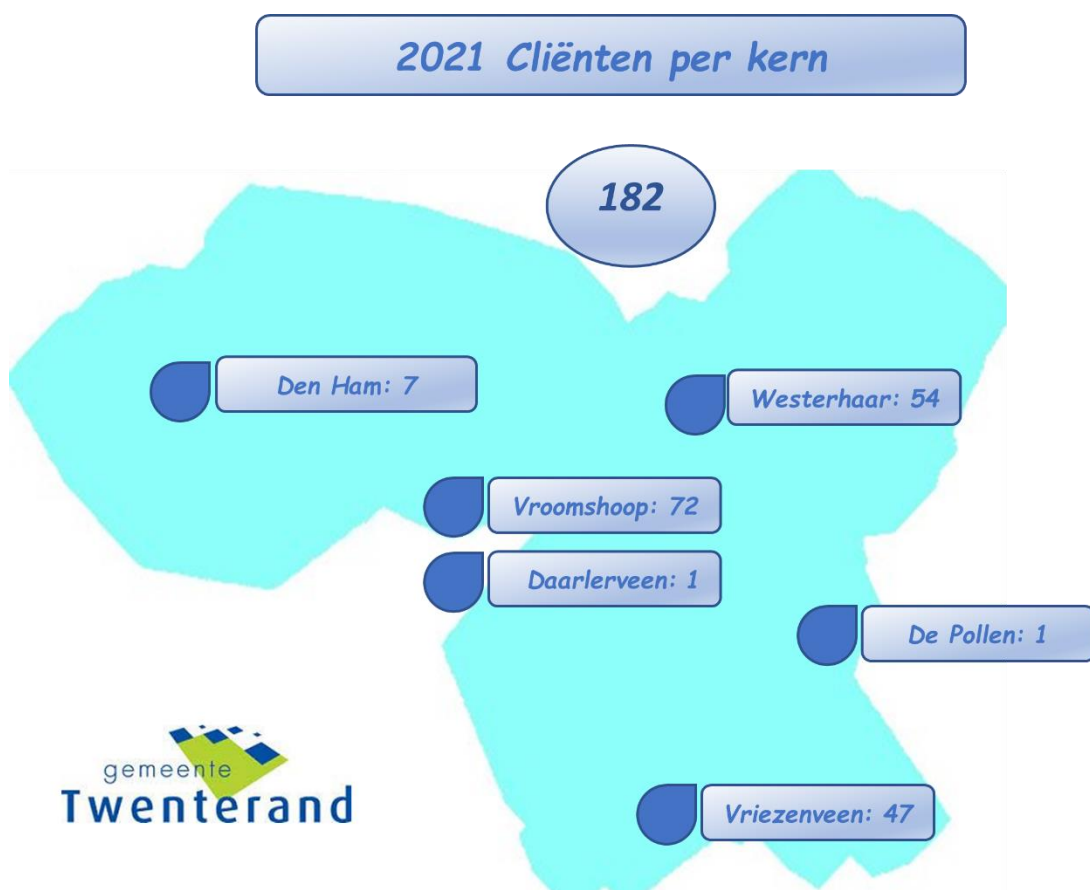 2021 Cliënten per kern
182
Den Ham: 7
Westerhaar: 54
Vroomshoop: 72
Daarlerveen: 1
De Pollen: 1
gemeente
Twenterand
Vriezenveen: 47